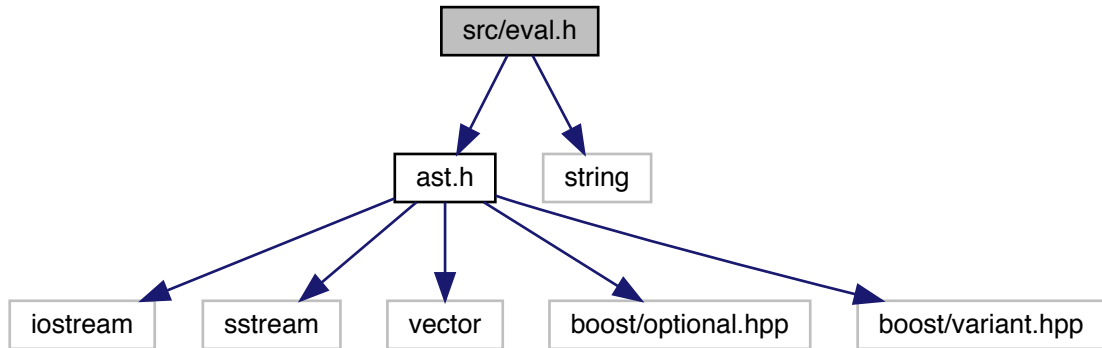 src/eval.h
ast.h
string
iostream
sstream
vector
boost/optional.hpp
boost/variant.hpp